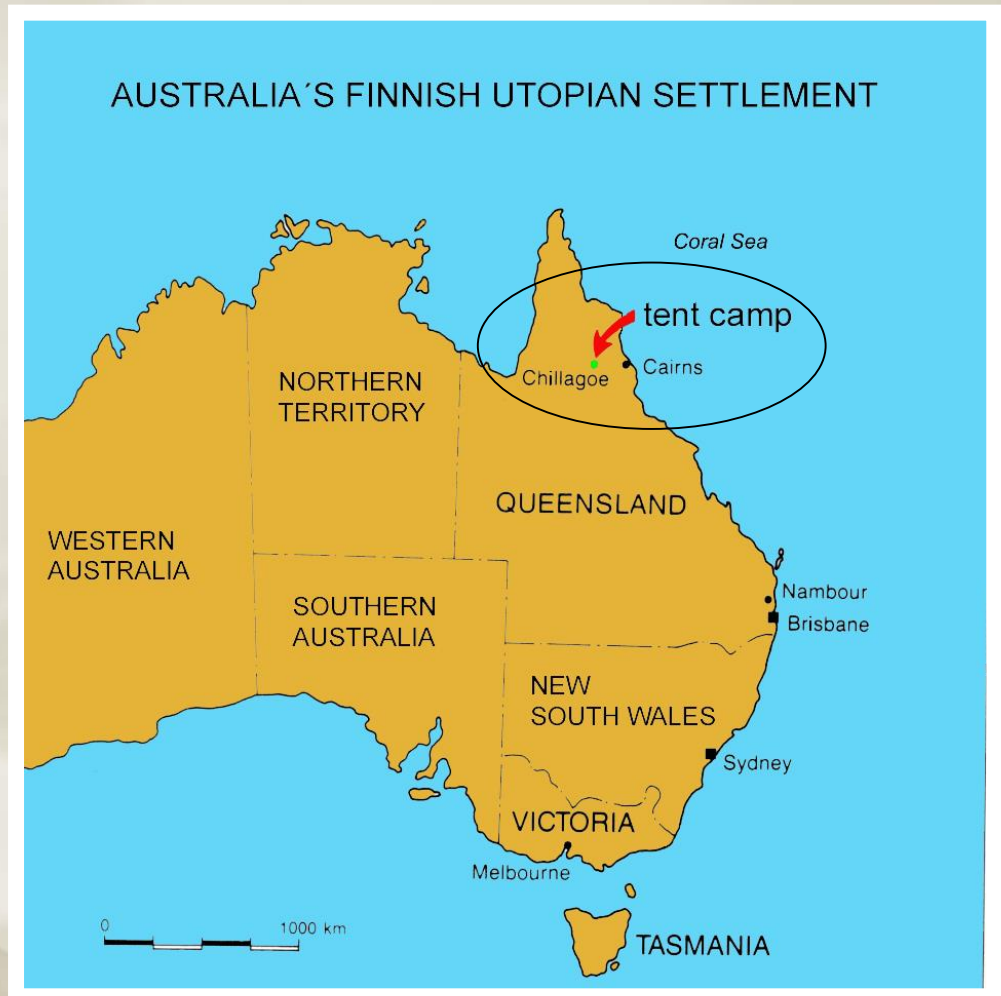 AUSTRALIA´S FINNISH UTOPIAN SETTLEMENT
Coral Sea
tent camp
Chillagoe
Cairns
NORTHERN
TERRITORY
QUEENSLAND
WESTERN
AUSTRALIA
SOUTHERN
AUSTRALIA
Nambour
Brisbane
NEW
SOUTH WALES
Sydney
VICTORIA
Melbourne
0
1000 km
TASMANIA